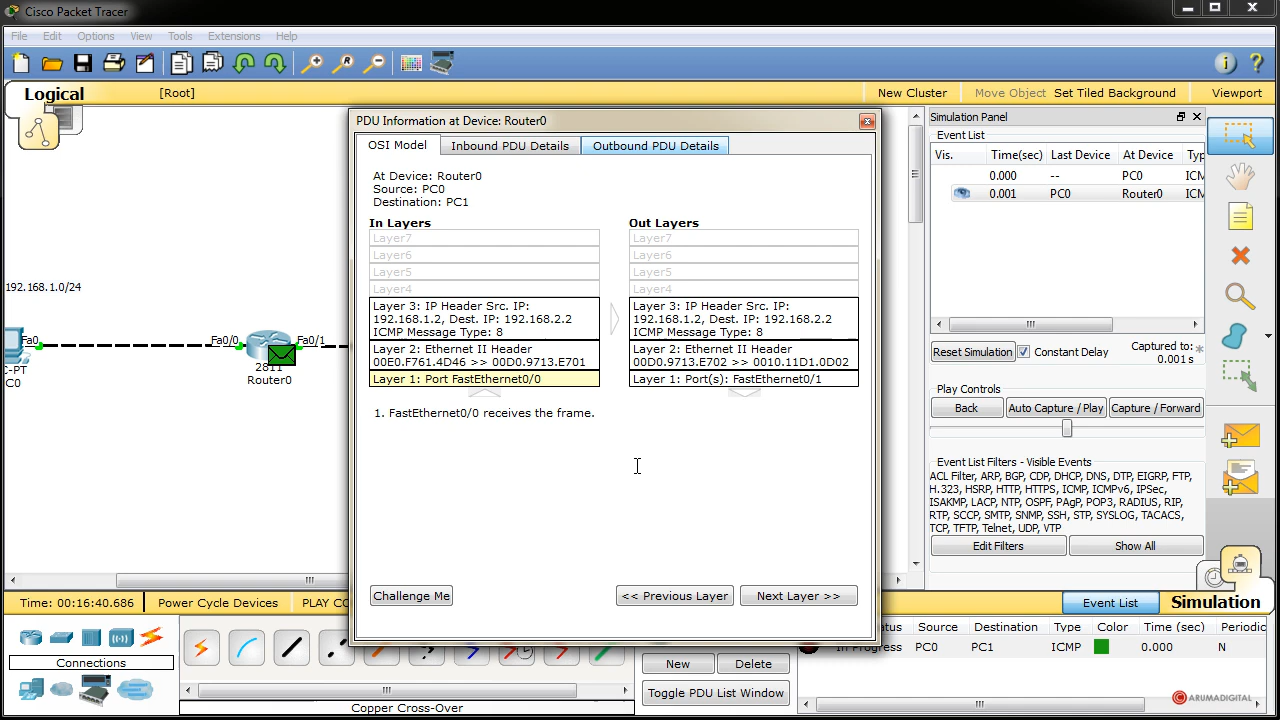 Cisco Packet Tracer
File Edit Options View Tools Extensions Help
Logical
[Root]
New Cluster
Move Object
Set Tiled Background
Viewport
192.168.1.0/24
Fa0
C-PT
C0
Fa0/0
Fa0/1
2811
Router0
PDU Information at Device: Router0
OSI Model
Inbound PDU Details
Outbound PDU Details
At Device: Router0
Source: PC0
Destination: PC1
In Layers
Layer7
Layer6
Layer5
Layer4
Layer 3: IP Header Src. IP:
192.168.1.2, Dest. IP: 192.168.2.2
ICMP Message Type: 8
Layer 2: Ethernet II Header
00E0.F761.4D46 >> 00D0.9713.E701
Layer 1: Port FastEthernet0/0
Out Layers
Layer7
Layer6
Layer5
Layer4
Layer 3: IP Header Src. IP:
192.168.1.2, Dest. IP: 192.168.2.2
ICMP Message Type: 8
Layer 2: Ethernet II Header
00D0.9713.E702 >> 0010.11D1.0D02
Layer 1: Port(s): FastEthernet0/1
1. FastEthernet0/0 receives the frame.
Challenge Me
<< Previous Layer
Next Layer >>
Simulation Panel
Event List
Vis. Time(sec) Last Device At Device Typ
0.000 -- PC0 ICM
0.001 PC0 Router0 ICM
Reset Simulation
Constant Delay
Captured to:
0.001 s
Play Controls
Back
Auto Capture / Play
Capture / Forward
Event List Filters - Visible Events
ACL Filter, ARP, BGP, CDP, DHCP, DNS, DTP, EIGRP, FTP,
H.323, HSRP, HTTP, HTTPS, ICMP, ICMPv6, IPSec,
ISAKMP, LACP, NTP, OSPF, PAgP, POP3, RADIUS, RIP,
RTP, SCCP, SMTP, SNMP, SSH, STP, SYSLOG, TACACS,
TCP, TFTP, Telnet, UDP, VTP
Edit Filters
Show All
Time: 00:16:40.686
Power Cycle Devices
PLAY CO
Event List
Simulation
Connections
Copper Cross-Over
New
Delete
Toggle PDU List Window
atus Source Destination Type Color Time (sec) Periodic
In Progress PC0 PC1 ICMP 0.000 N
ARUMADIGITAL